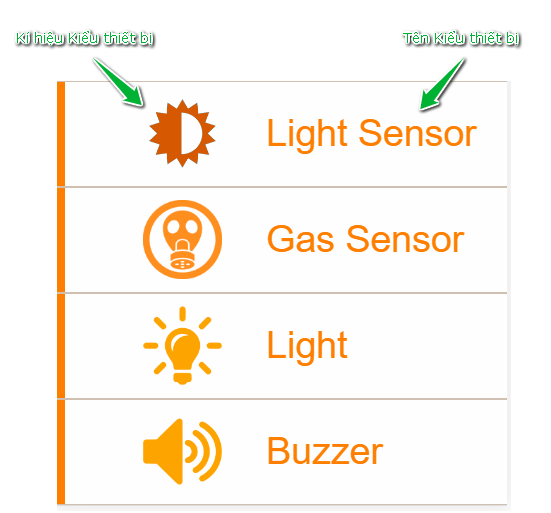 Kí hiệu Kiểu thiết bị
Tên Kiểu thiết bị
Light Sensor
Gas Sensor
Light
Buzzer